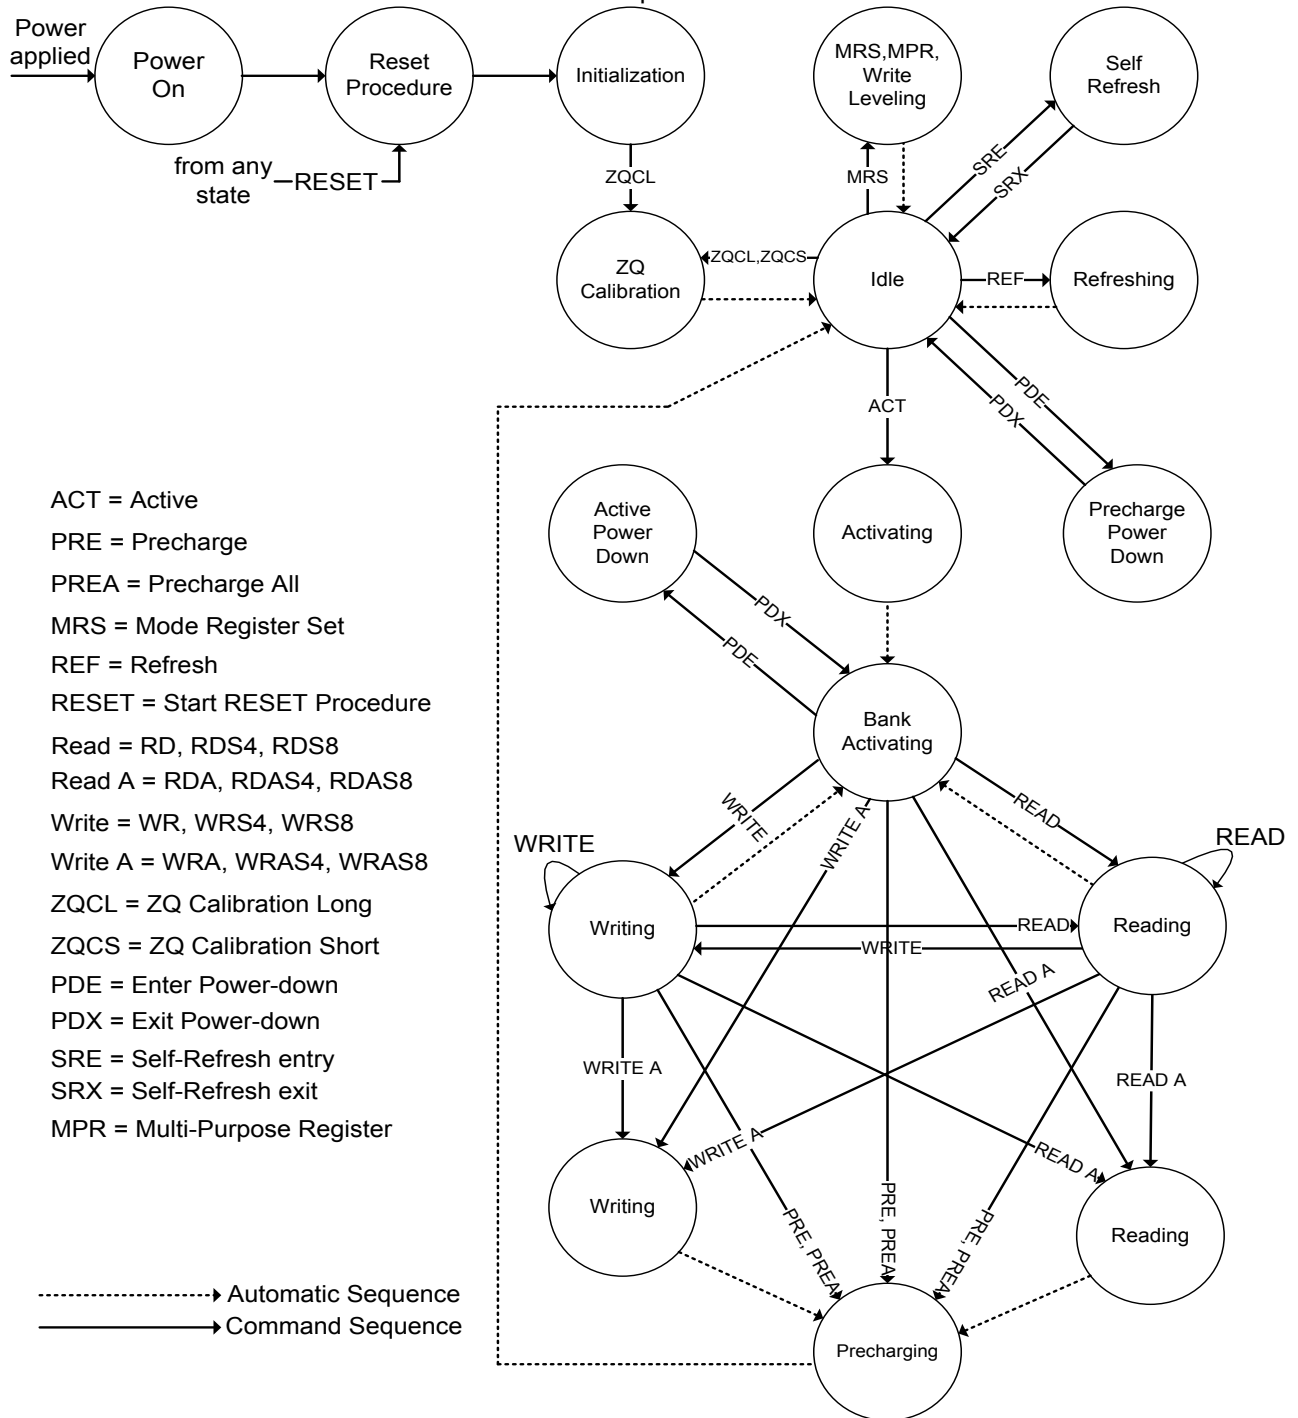 Power
applied
Power
On
Reset
Procedure
Initialization
MRS,MPR,
Write
Leveling
Self
Refresh
from any
state
RESET
ZQCL
MRS
SRE
SRX
ZQ
Calibration
ZQCL,ZQCS
Idle
REF
Refreshing
ACT
PDE
PDX
Active
Power
Down
Activating
Precharge
Power
Down
PDX
PDE
Bank
Activating
ACT = Active
PRE = Precharge
PREA = Precharge All
MRS = Mode Register Set
REF = Refresh
RESET = Start RESET Procedure
Read = RD, RDS4, RDS8
Read A = RDA, RDAS4, RDAS8
Write = WR, WRS4, WRS8
Write A = WRA, WRAS4, WRAS8
ZQCL = ZQ Calibration Long
ZQCS = ZQ Calibration Short
PDE = Enter Power-down
PDX = Exit Power-down
SRE = Self-Refresh entry
SRX = Self-Refresh exit
MPR = Multi-Purpose Register
WRITE
WRITE
WRITE A
READ
READ
Writing
READ
WRITE
Reading
READ A
WRITE A
READ A
WRITE A
READ A
Writing
PRE, PREA
PRE, PREA
PRE, PREA
Reading
Precharging
Automatic Sequence
Command Sequence